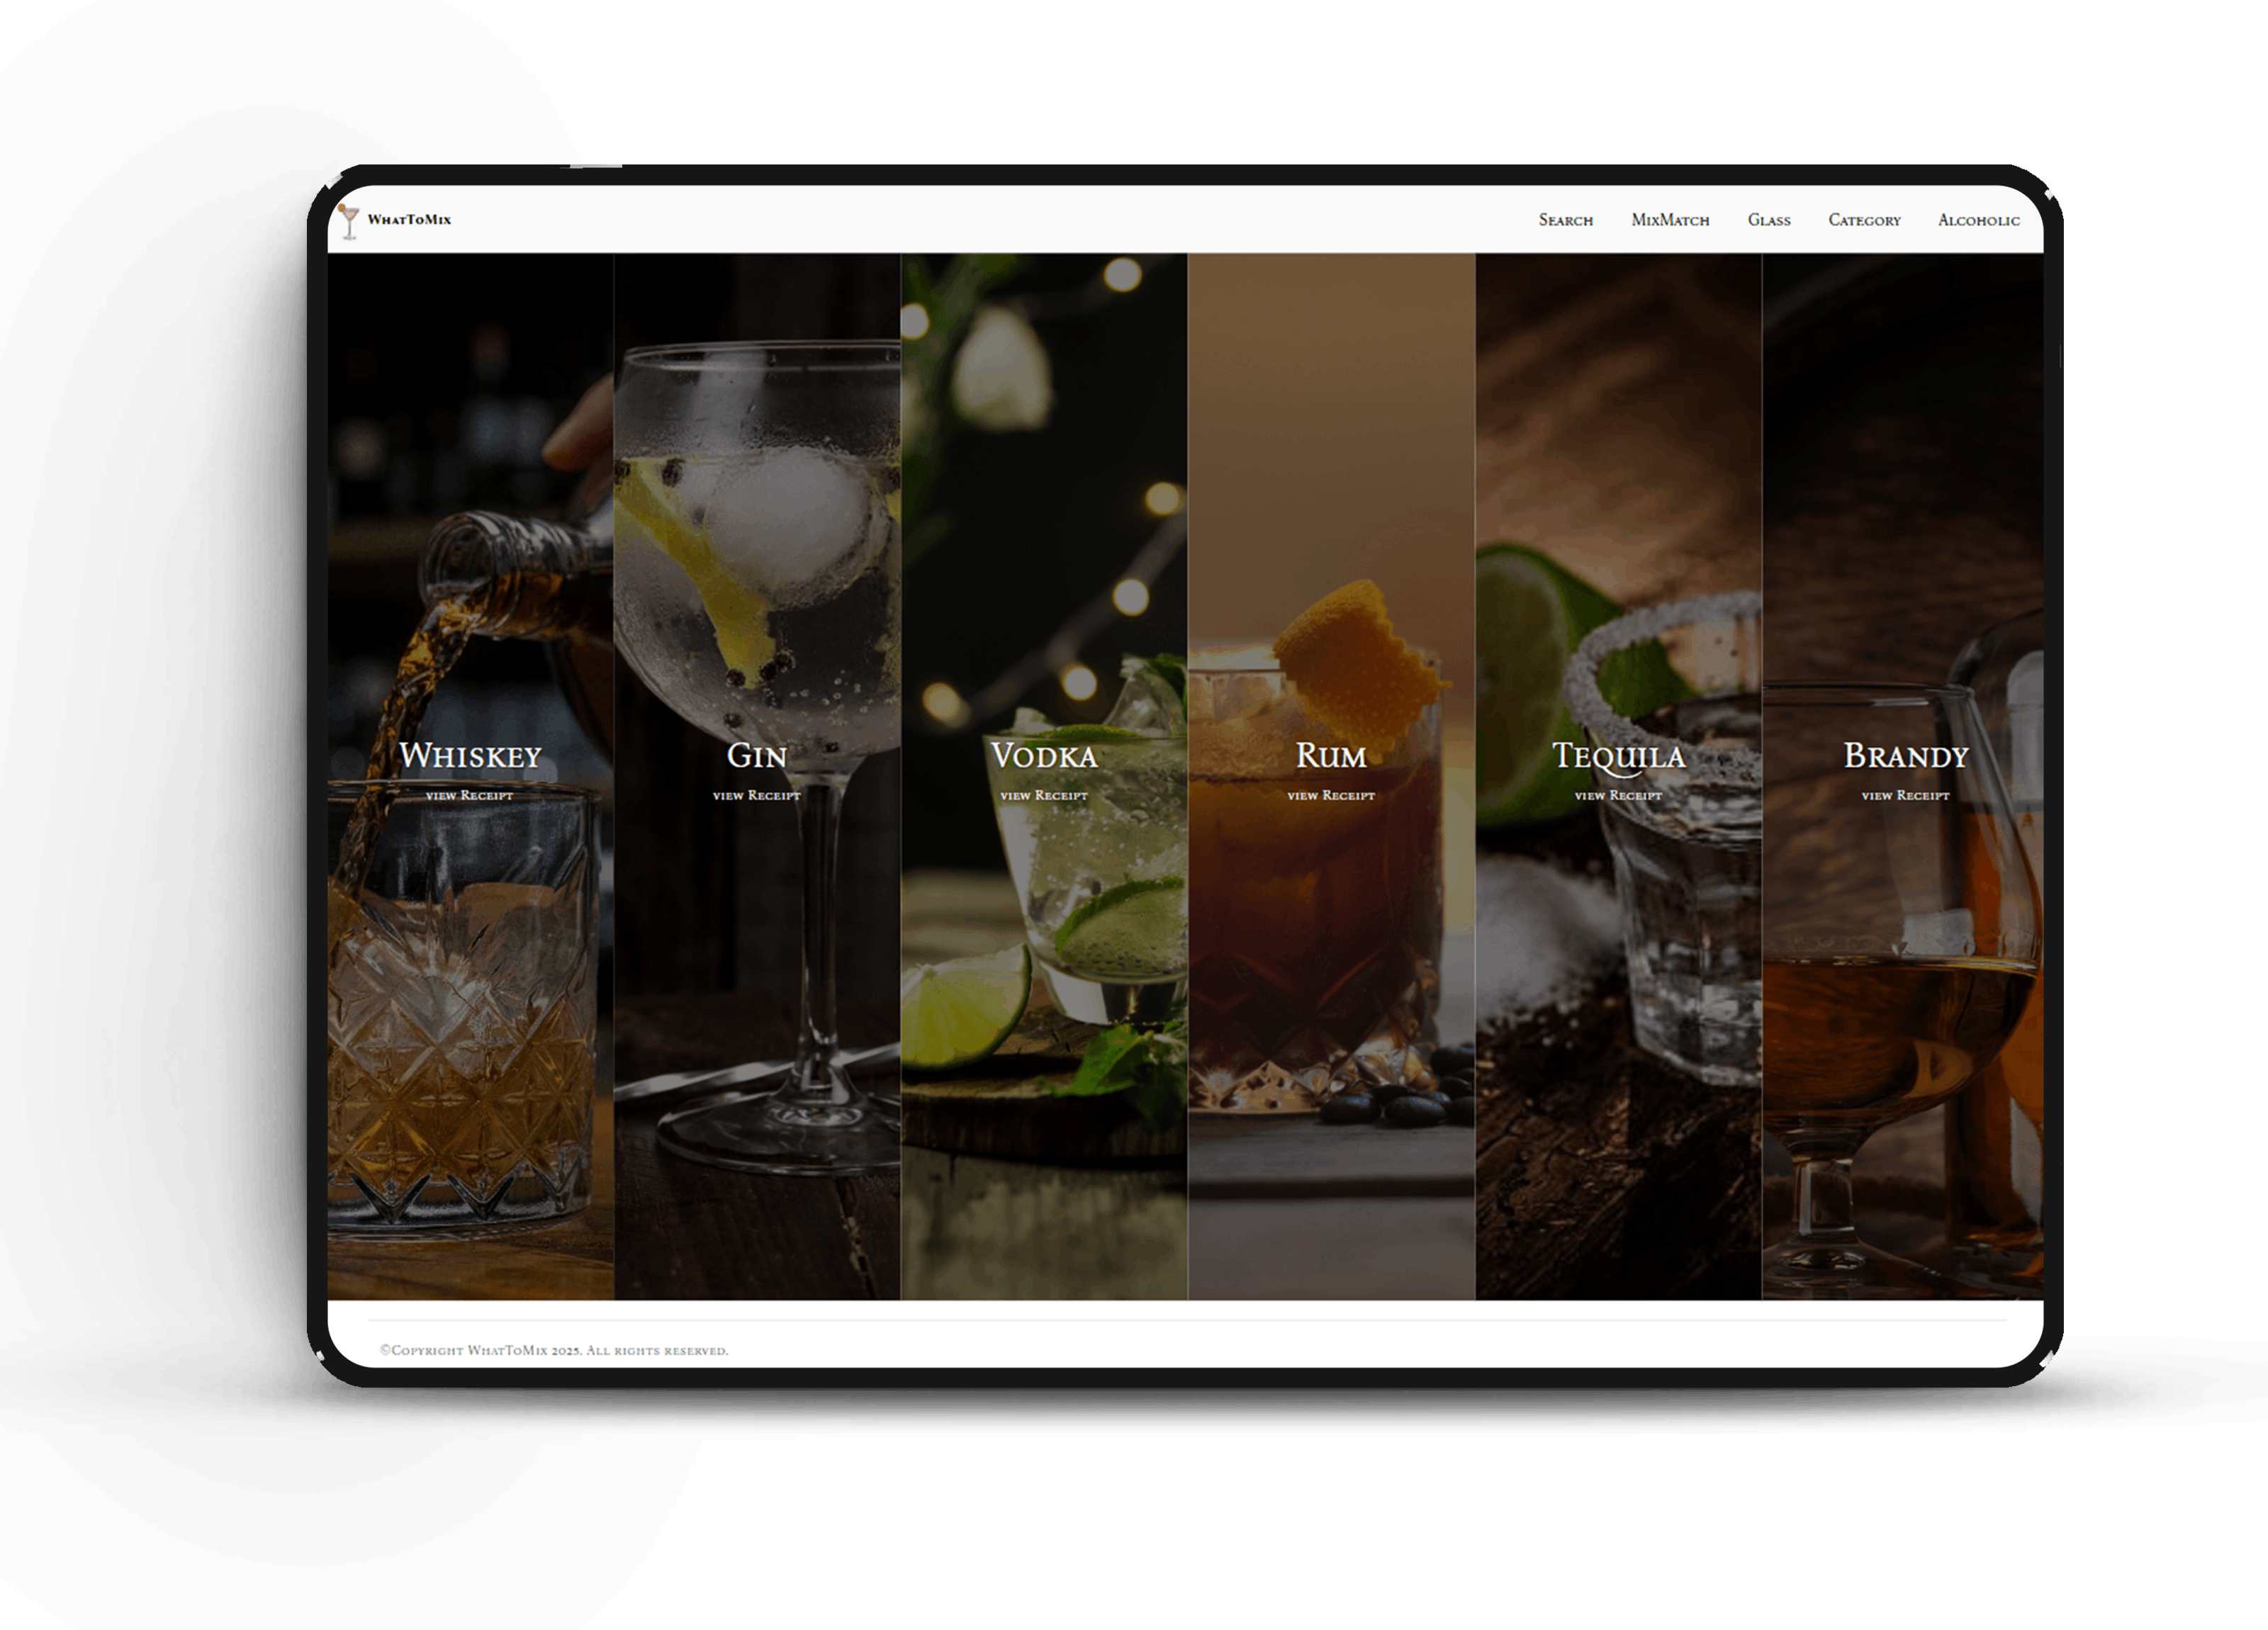 WhatToMix
Search MixMatch Glass Category Alcoholic
Whiskey Gin Vodka Rum Tequila Brandy
view Receipt view Receipt view Receipt view Receipt view Receipt view Receipt
©Copyright WhatToMix 2025. All rights reserved.